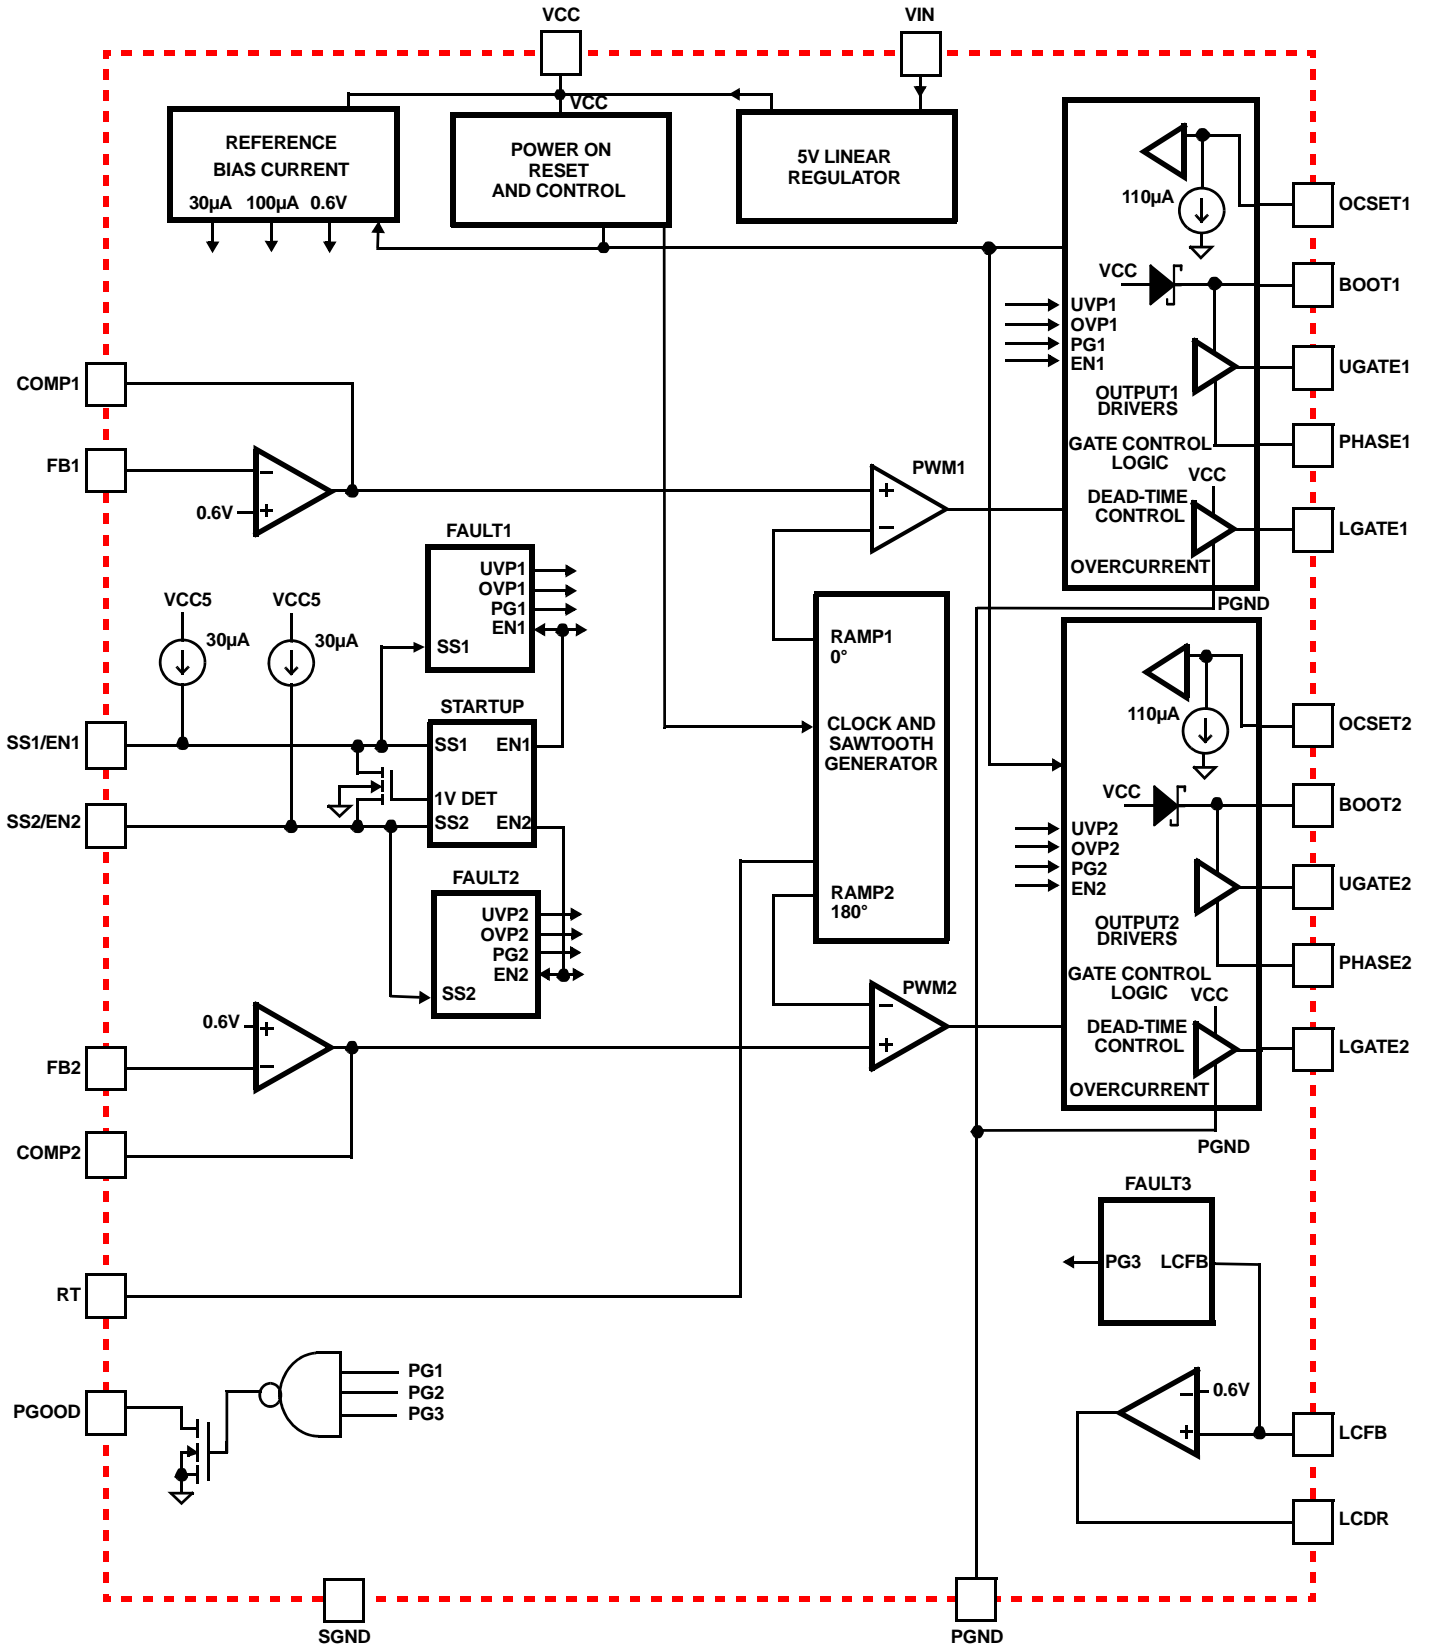 VCC
VIN
VCC
REFERENCE
BIAS CURRENT
30µA 100µA 0.6V
POWER ON
RESET
AND CONTROL
5V LINEAR
REGULATOR
110µA
OCSET1
VCC
BOOT1
UVP1
OVP1
PG1
EN1
UGATE1
OUTPUT1
DRIVERS
PHASE1
GATE CONTROL
LOGIC
VCC
DEAD-TIME
CONTROL
LGATE1
OVERCURRENT
PGND
COMP1
FB1
−
+
0.6V
PWM1
+
−
FAULT1
UVP1
OVP1
PG1
EN1
SS1
VCC5
30µA
VCC5
30µA
RAMP1
0°
CLOCK AND
SAWTOOTH
GENERATOR
RAMP2
180°
STARTUP
SS1 EN1
1V DET
SS2 EN2
SS1/EN1
SS2/EN2
FAULT2
UVP2
OVP2
PG2
EN2
SS2
110µA
OCSET2
VCC
BOOT2
UVP2
OVP2
PG2
EN2
UGATE2
OUTPUT2
DRIVERS
PHASE2
GATE CONTROL
LOGIC
VCC
DEAD-TIME
CONTROL
LGATE2
OVERCURRENT
PGND
PWM2
−
+
0.6V
+
−
FB2
COMP2
FAULT3
PG3 LCFB
RT
PG1
PG2
PG3
PGOOD
0.6V
−
+
LCFB
LCDR
SGND
PGND